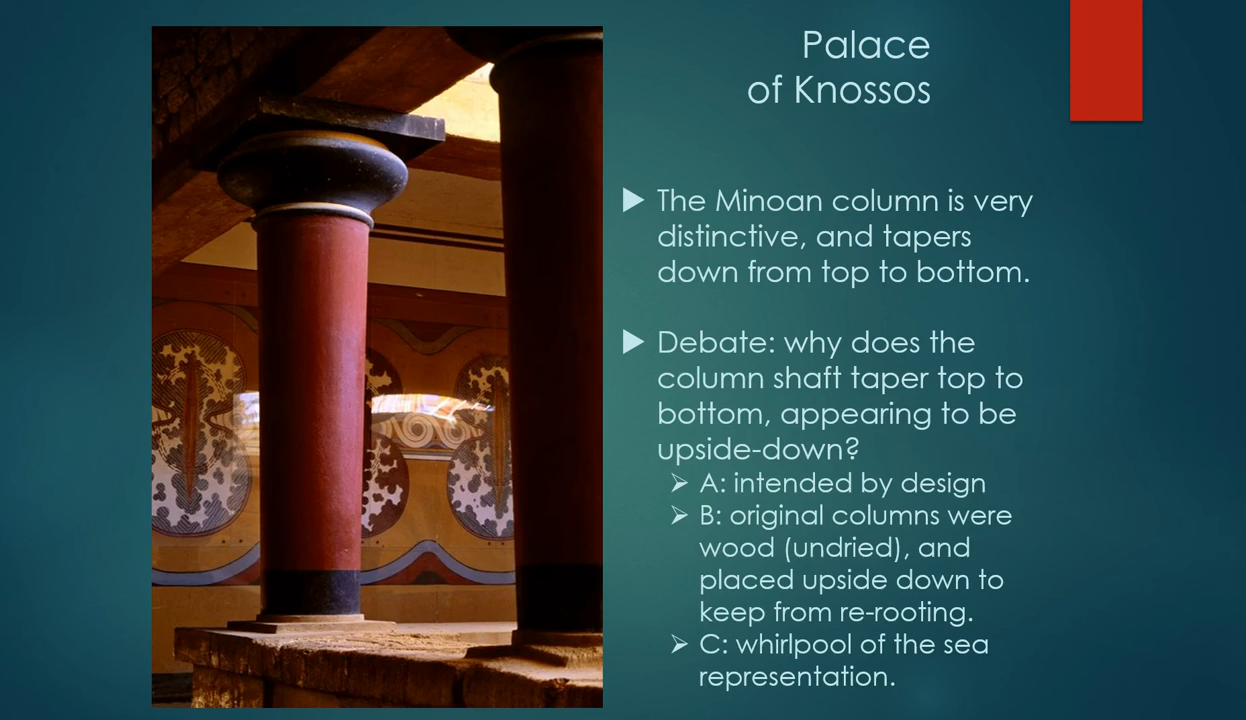 Palace
of Knossos
The Minoan column is very
distinctive, and tapers
down from top to bottom.
Debate: why does the
column shaft taper top to
bottom, appearing to be
upside-down?
A: intended by design
B: original columns were
wood (undried), and
placed upside down to
keep from re-rooting.
C: whirlpool of the sea
representation.